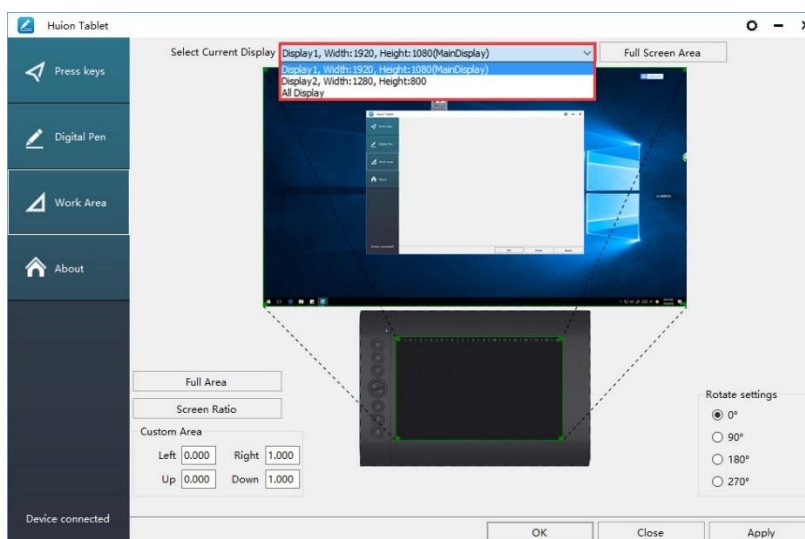 Huion Tablet
Select Current Display
Display1, Width:1920, Height:1080(MainDisplay)
Full Screen Area
Display1, Width:1920, Height:1080(MainDisplay)
Display2, Width:1280, Height:800
All Display
Press keys
Digital Pen
Work Area
About
Full Area
Screen Ratio
Custom Area
Left 0.000 Right 1.000
Up 0.000 Down 1.000
Rotate settings
0°
90°
180°
270°
Device connected
OK Close Apply